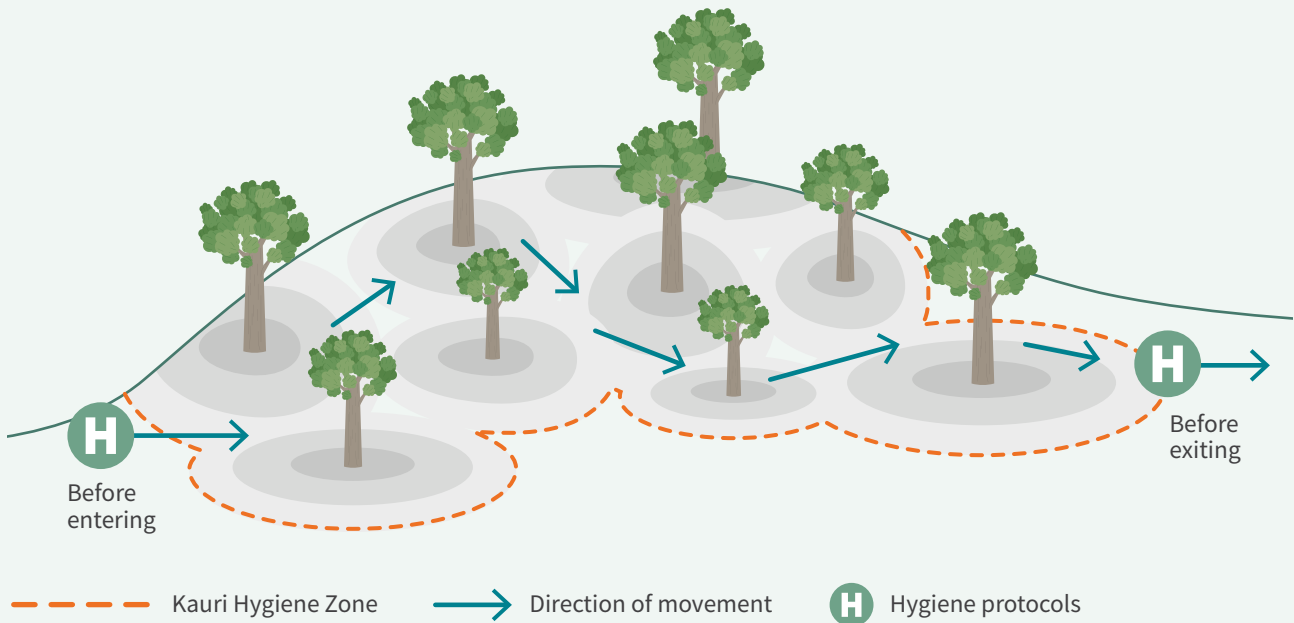 H
Before
entering
H
Before
exiting
Kauri Hygiene Zone
Direction of movement
H
Hygiene protocols